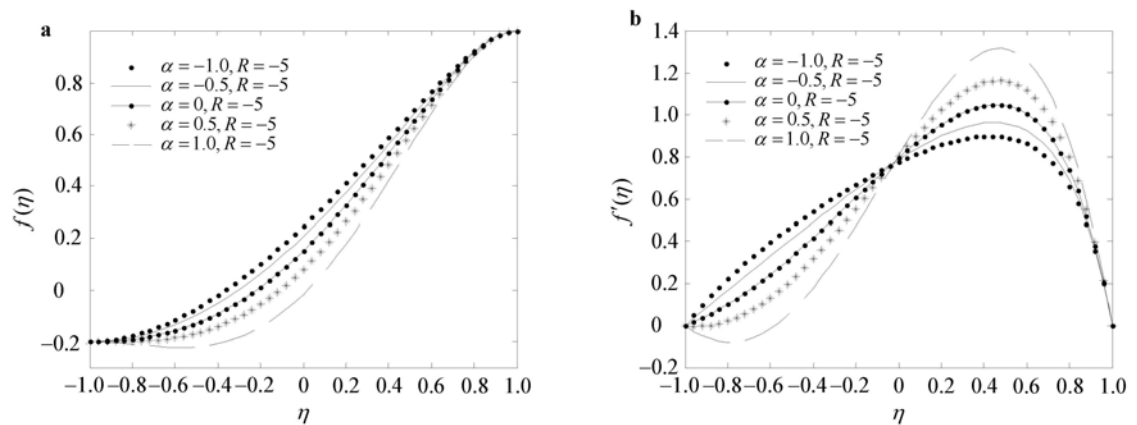 a
α = −1.0, R = −5
α = −0.5, R = −5
α = 0, R = −5
α = 0.5, R = −5
α = 1.0, R = −5
f(η)
0.8
0.6
0.4
0.2
0
−0.2
−1.0 −0.8 −0.6 −0.4 −0.2 0 0.2 0.4 0.6 0.8 1.0
η
b
α = −1.0, R = −5
α = −0.5, R = −5
α = 0, R = −5
α = 0.5, R = −5
α = 1.0, R = −5
f′(η)
1.4
1.2
1.0
0.8
0.6
0.4
0.2
0
−0.2
−1.0 −0.8 −0.6 −0.4 −0.2 0 0.2 0.4 0.6 0.8 1.0
η